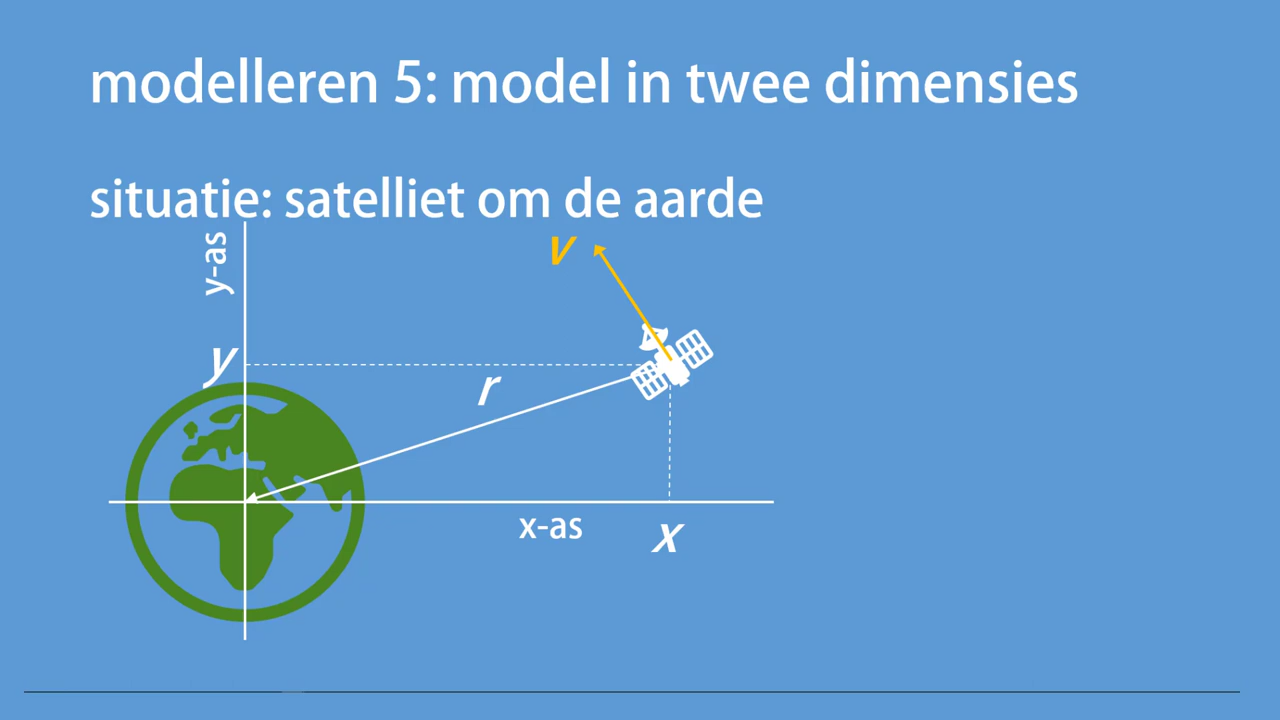 modelleren 5: model in twee dimensies
situatie: satelliet om de aarde
y-as
v
y
r
x-as
x